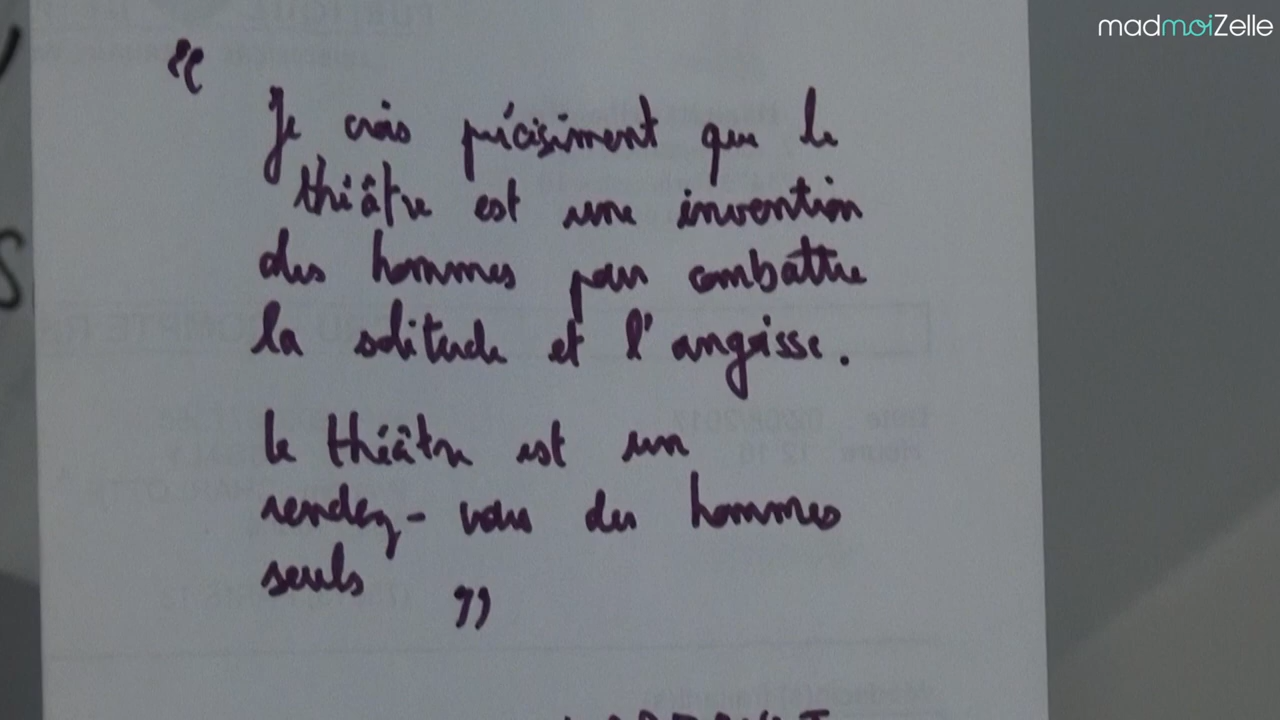 madmoiZelle
"
Je crois précisément que le
théâtre est une invention
des hommes pour combattre
la solitude et l'angoisse.
le théâtre est un
rendez-vous des hommes
seuls "